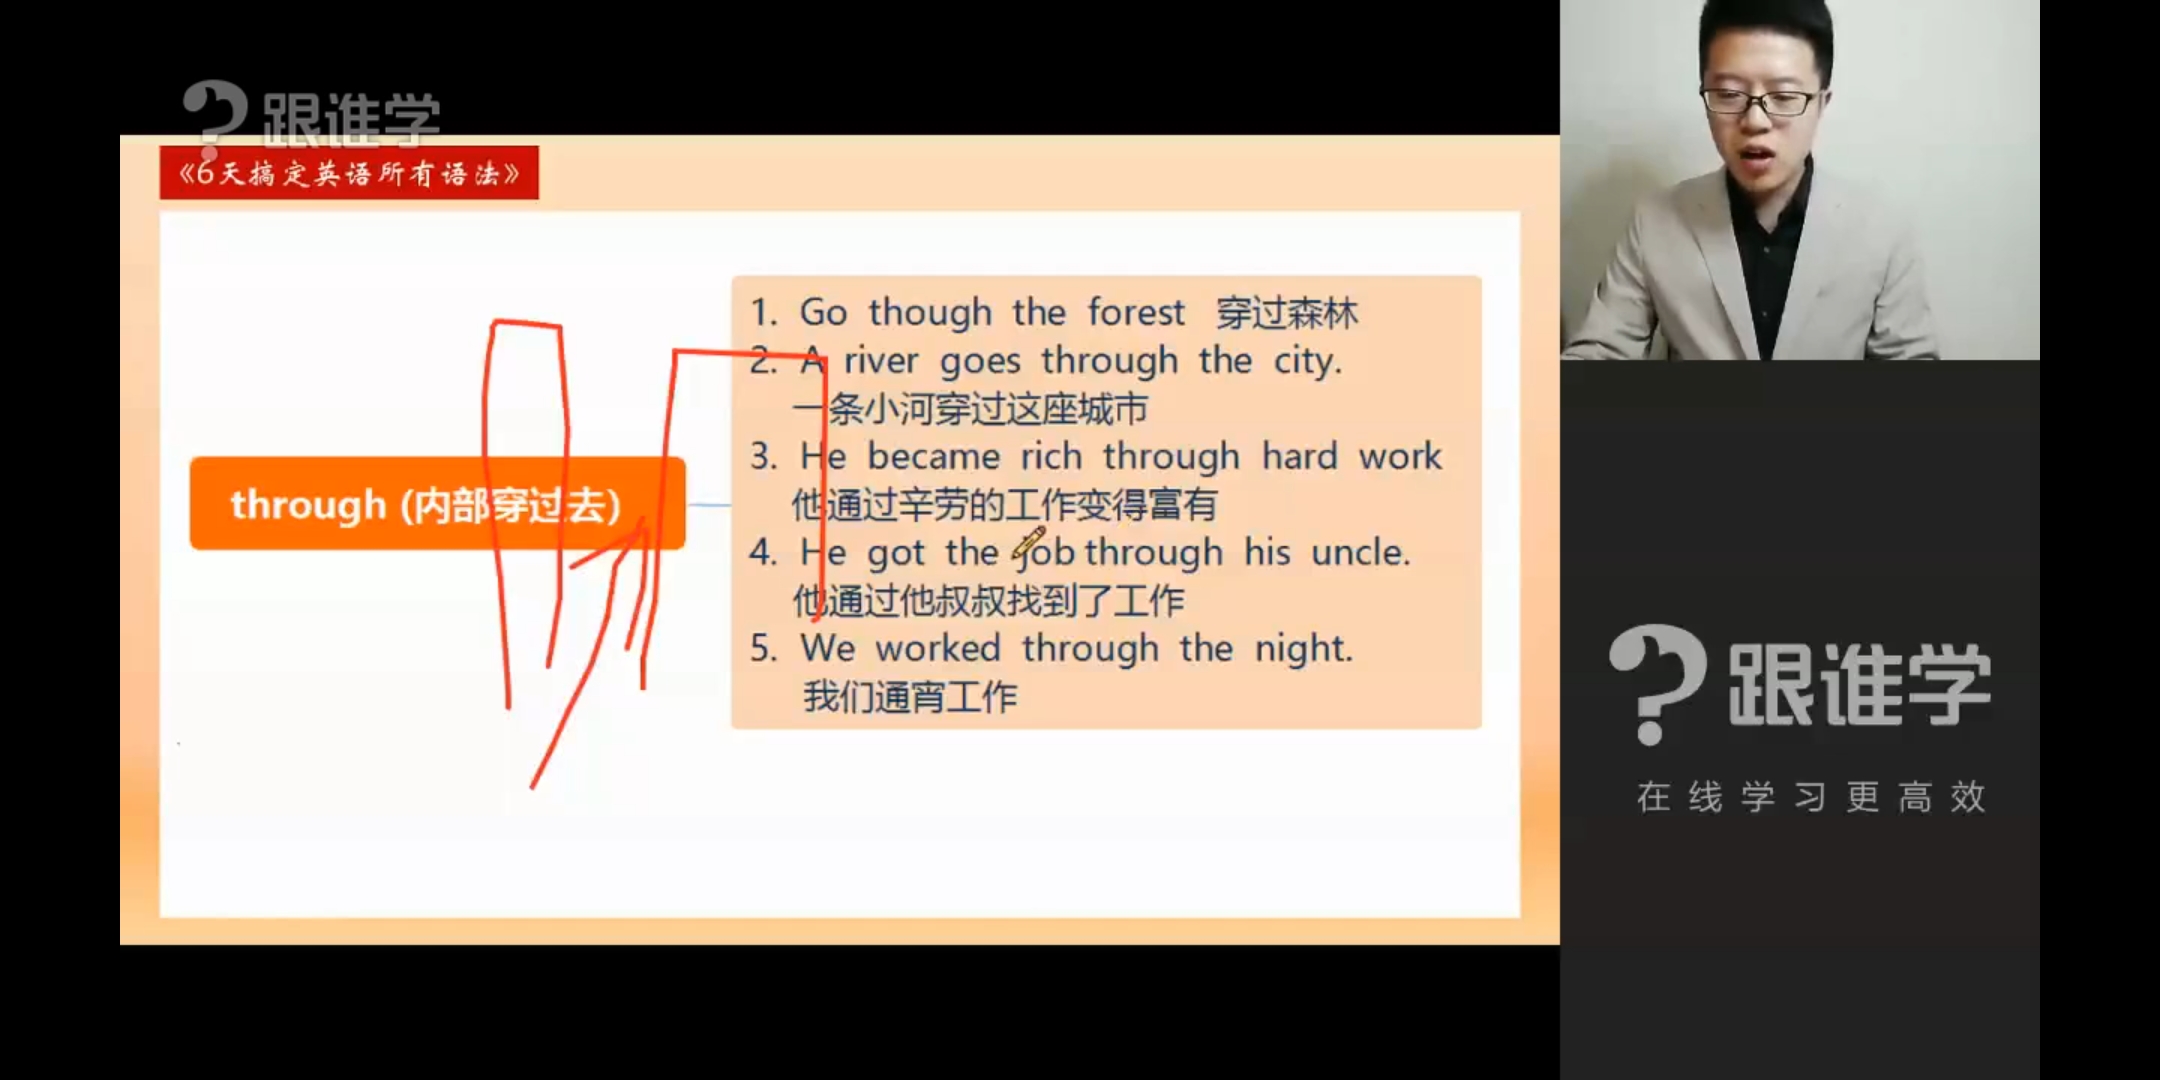 跟谁学
《6天搞定英语所有语法》
through (内部穿过去)
1. Go though the forest 穿过森林
2. A river goes through the city.
一条小河穿过这座城市
3. He became rich through hard work
他通过辛劳的工作变得富有
4. He got the job through his uncle.
他通过他叔叔找到了工作
5. We worked through the night.
我们通宵工作
跟谁学
在线学习更高效